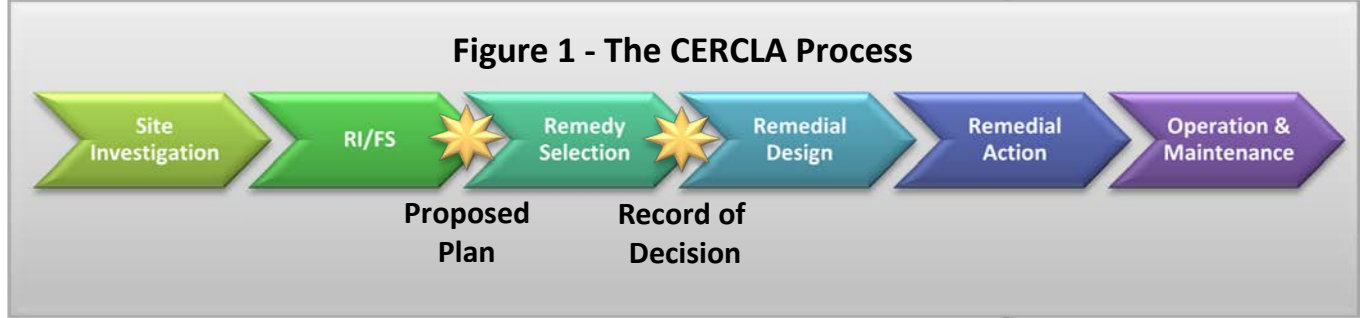 Figure 1 - The CERCLA Process
Site
Investigation
RI/FS
Remedy
Selection
Remedial
Design
Remedial
Action
Operation &
Maintenance
Proposed
Plan
Record of
Decision